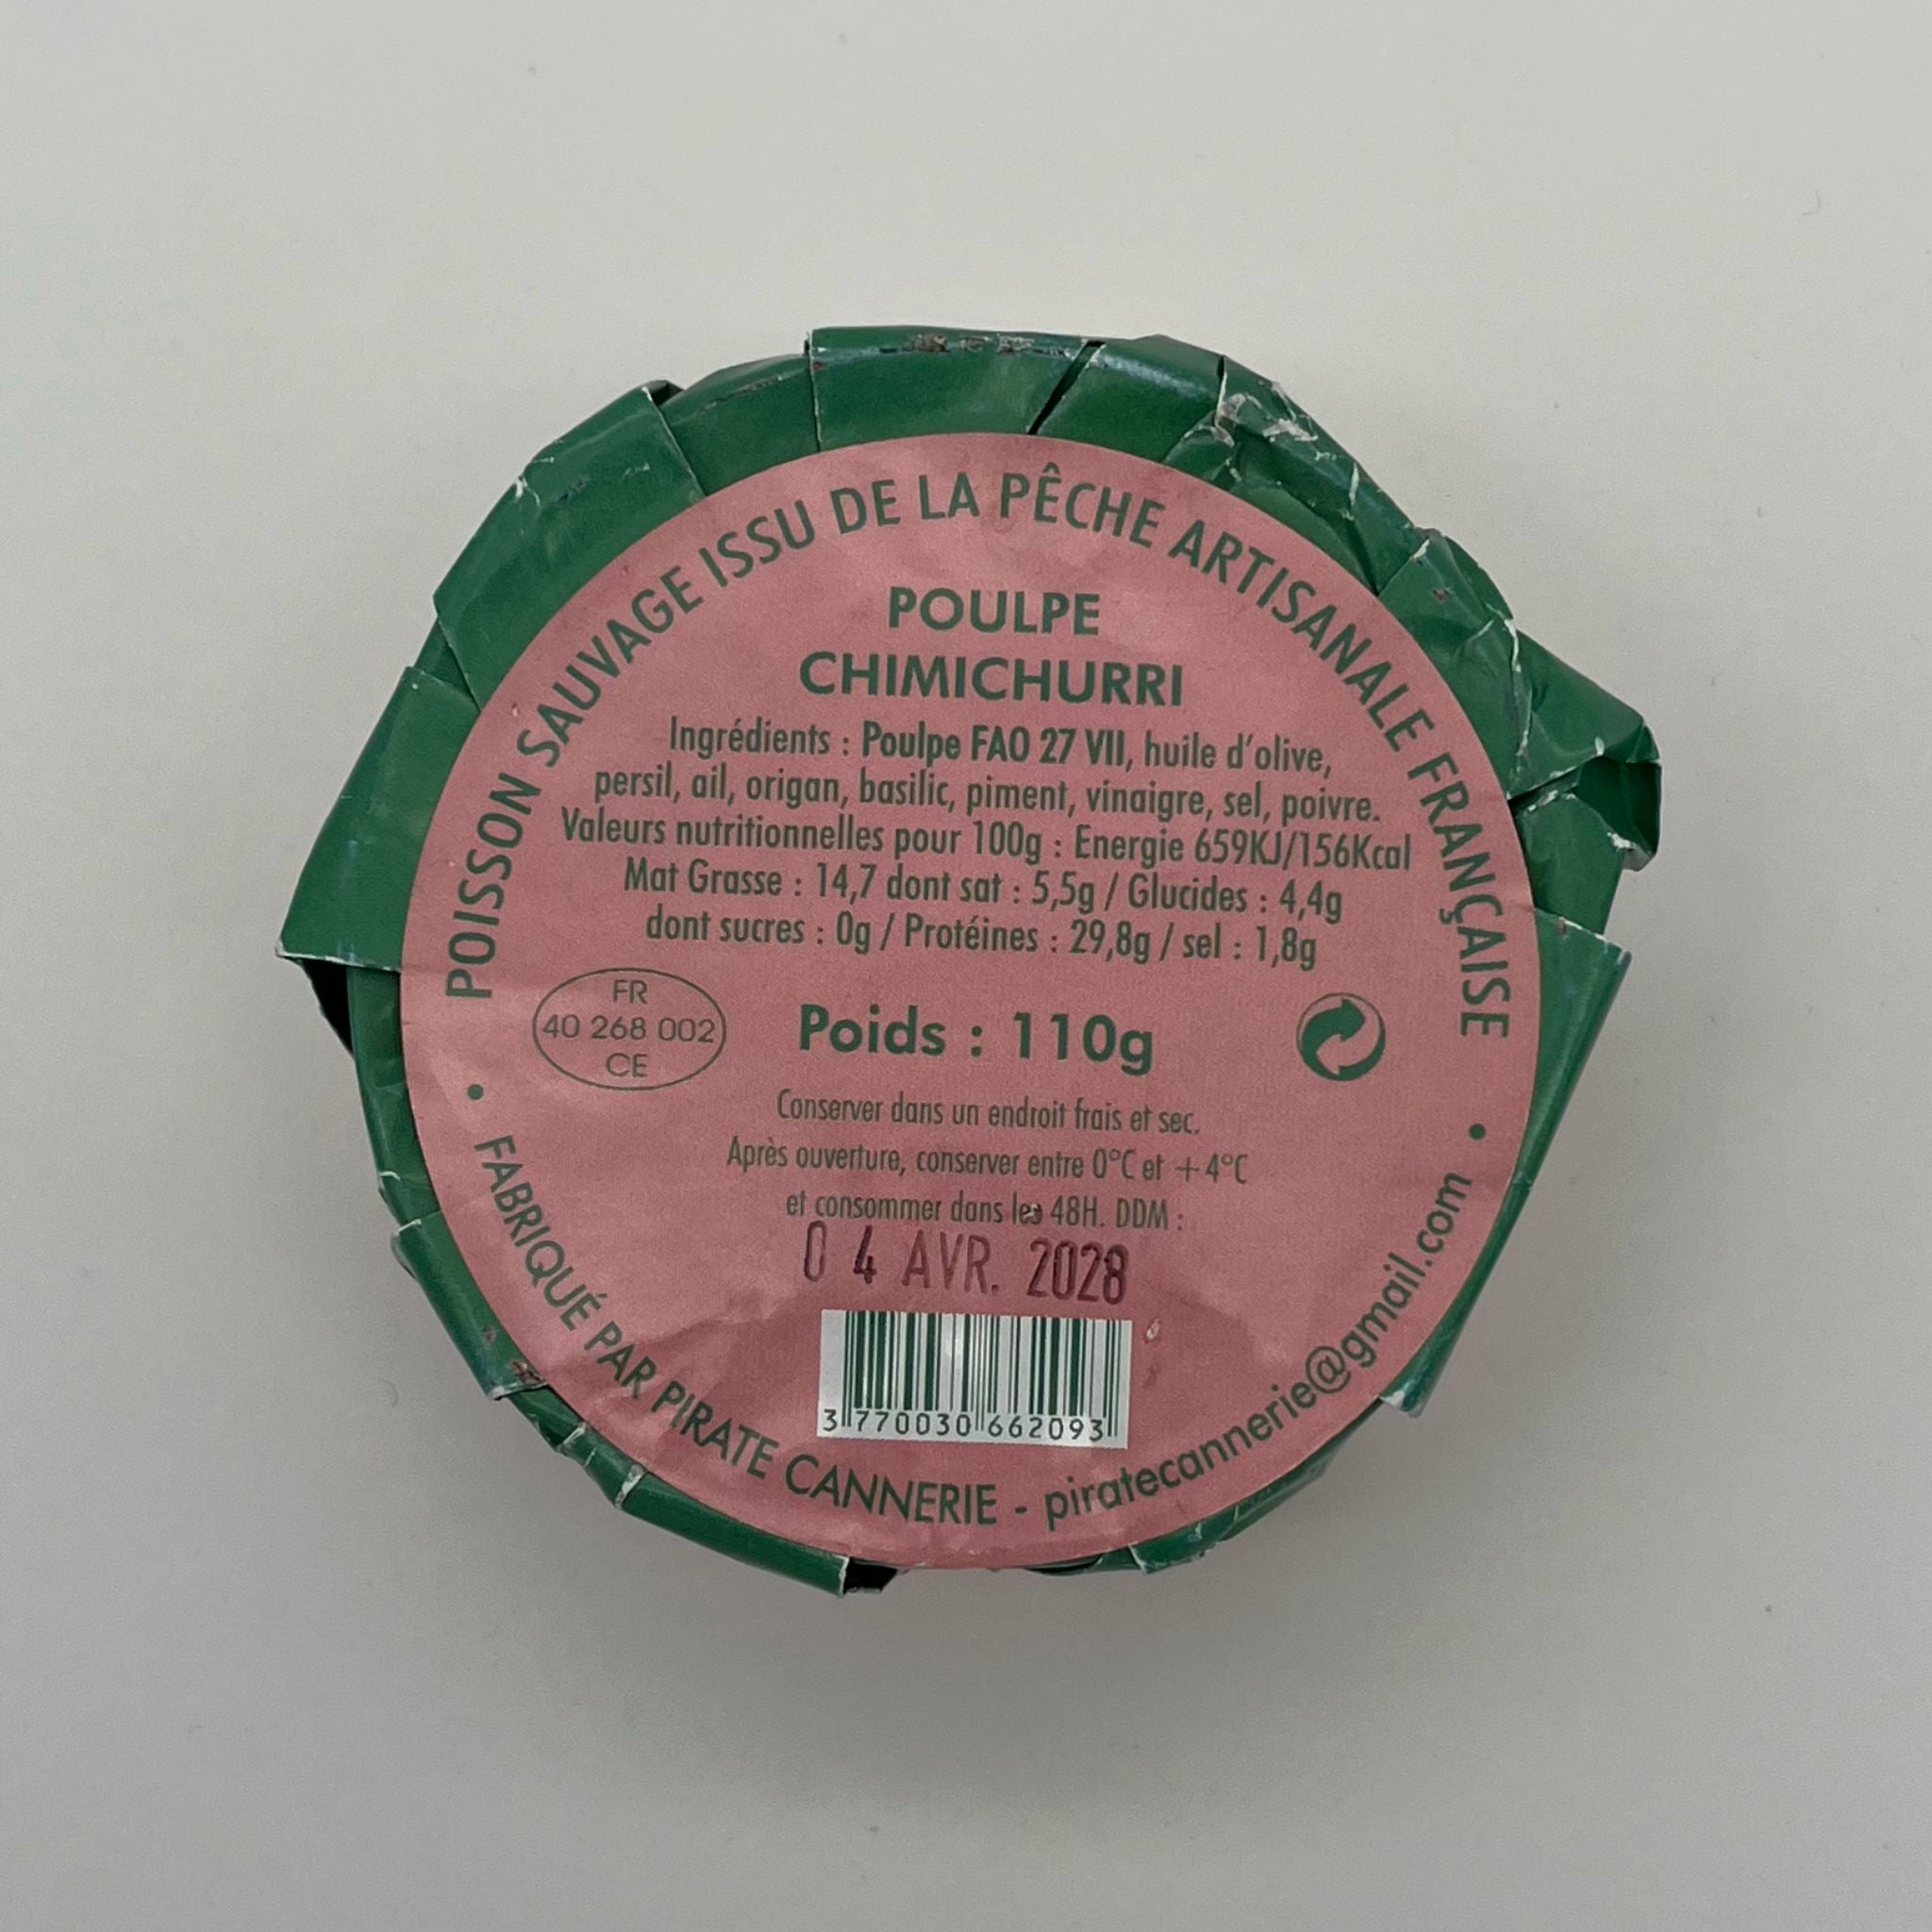 POISSON SAUVAGE ISSU DE LA PÊCHE ARTISANALE FRANÇAISE
POULPE
CHIMICHURRI
Ingrédients : Poulpe FAO 27 VII, huile d'olive,
persil, ail, origan, basilic, piment, vinaigre, sel, poivre.
Valeurs nutritionnelles pour 100g : Energie 659KJ/156Kcal
Mat Grasse : 14,7 dont sat : 5,5g / Glucides : 4,4g
dont sucres : 0g / Protéines : 29,8g / sel : 1,8g
FR
40 268 002
CE
Poids : 110g
Conserver dans un endroit frais et sec.
Après ouverture, conserver entre 0°C et +4°C
et consommer dans les 48H. DDM :
04 AVR. 2028
3 770030 662093
• FABRIQUÉ PAR PIRATE CANNERIE - piratecannerie@gmail.com •